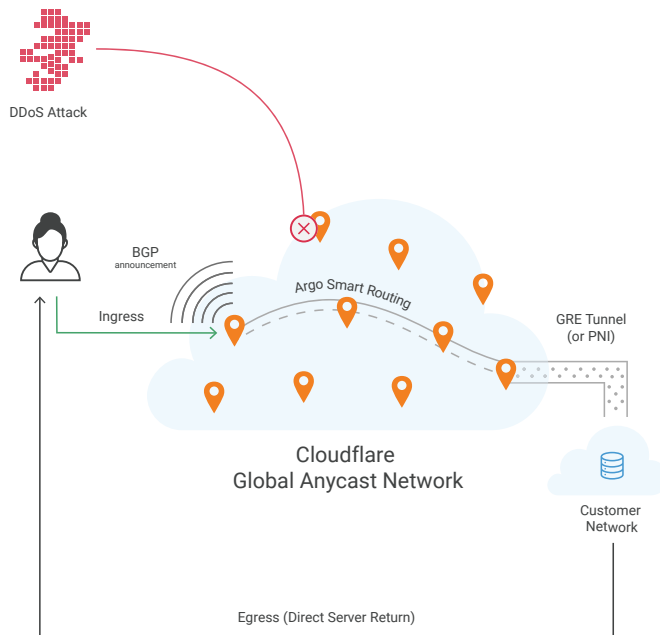 DDoS Attack
BGP
announcement
Ingress
Argo Smart Routing
GRE Tunnel
(or PNI)
Cloudflare
Global Anycast Network
Customer
Network
Egress (Direct Server Return)